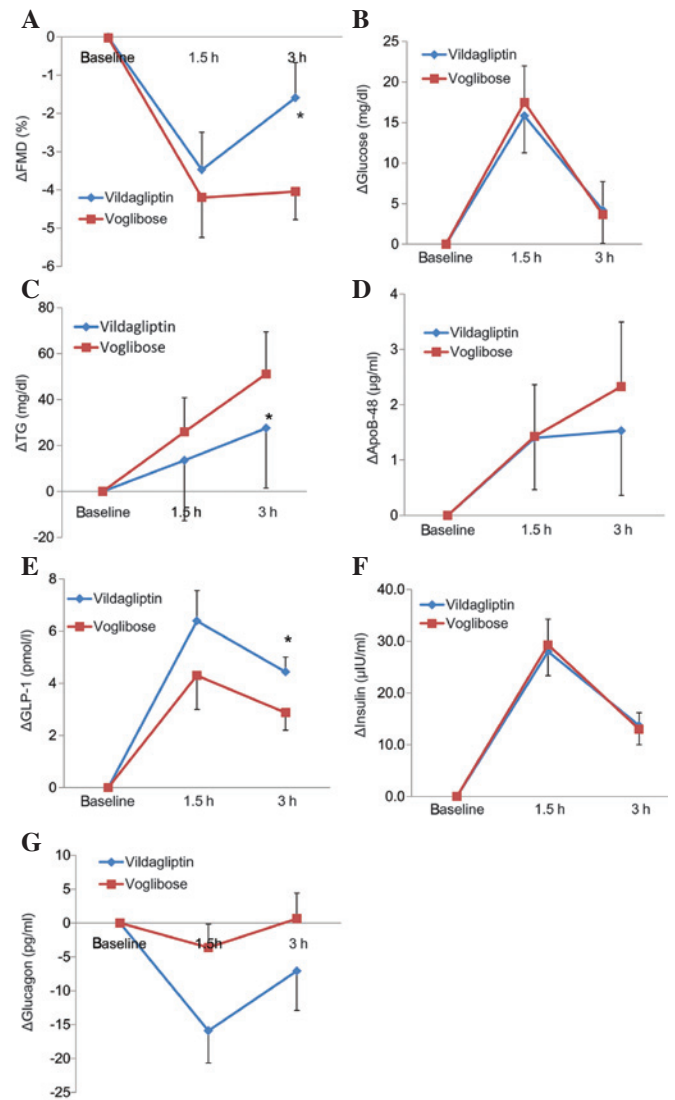 A
0
-1
-2
-3
-4
-5
-6
ΔFMD (%)
Baseline 1.5 h 3 h
*
Vildagliptin
Voglibose
B
25
20
15
10
5
0
ΔGlucose (mg/dl)
Vildagliptin
Voglibose
Baseline 1.5 h 3 h
C
80
60
40
20
0
-20
ΔTG (mg/dl)
Vildagliptin
Voglibose
*
Baseline 1.5 h 3 h
D
4
3
2
1
0
ΔApoB-48 (μg/ml)
Vildagliptin
Voglibose
Baseline 1.5 h 3 h
E
8
6
4
2
0
ΔGLP-1 (pmol/l)
Vildagliptin
Voglibose
*
Baseline 1.5 h 3 h
F
40.0
30.0
20.0
10.0
0.0
ΔInsulin (μIU/ml)
Vildagliptin
Voglibose
Baseline 1.5 h 3 h
G
10
5
0
-5
-10
-15
-20
-25
ΔGlucagon (pg/ml)
Vildagliptin
Voglibose
Baseline 1.5h 3 h